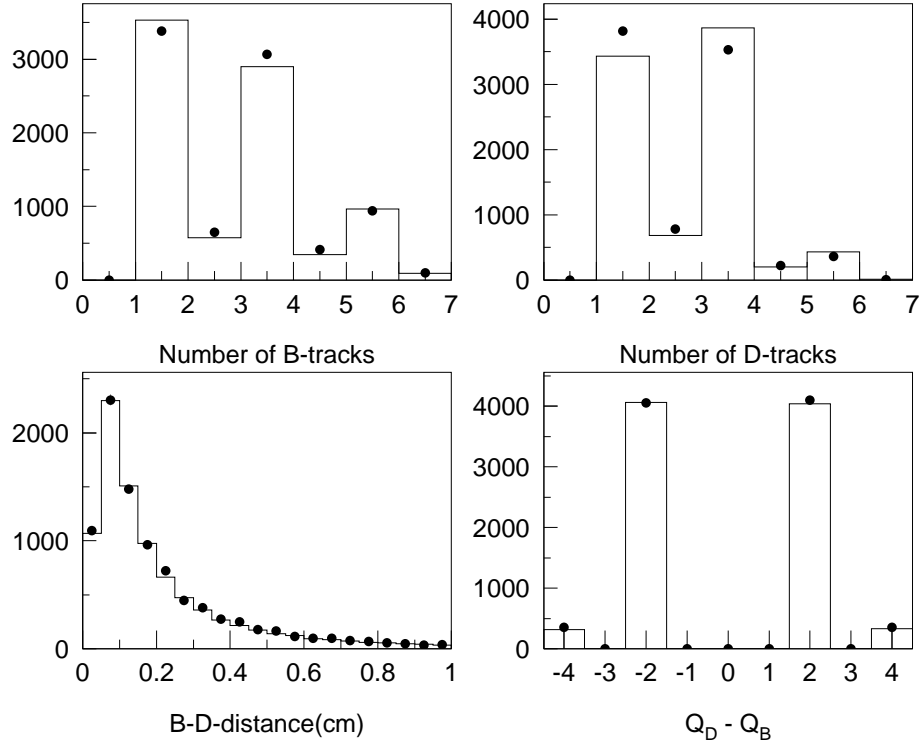 3000
2000
1000
0
0 1 2 3 4 5 6 7
Number of B-tracks
4000
3000
2000
1000
0
0 1 2 3 4 5 6 7
Number of D-tracks
2000
1000
0
0 0.2 0.4 0.6 0.8 1
B-D-distance(cm)
4000
3000
2000
1000
0
-4 -3 -2 -1 0 1 2 3 4
Q_D - Q_B